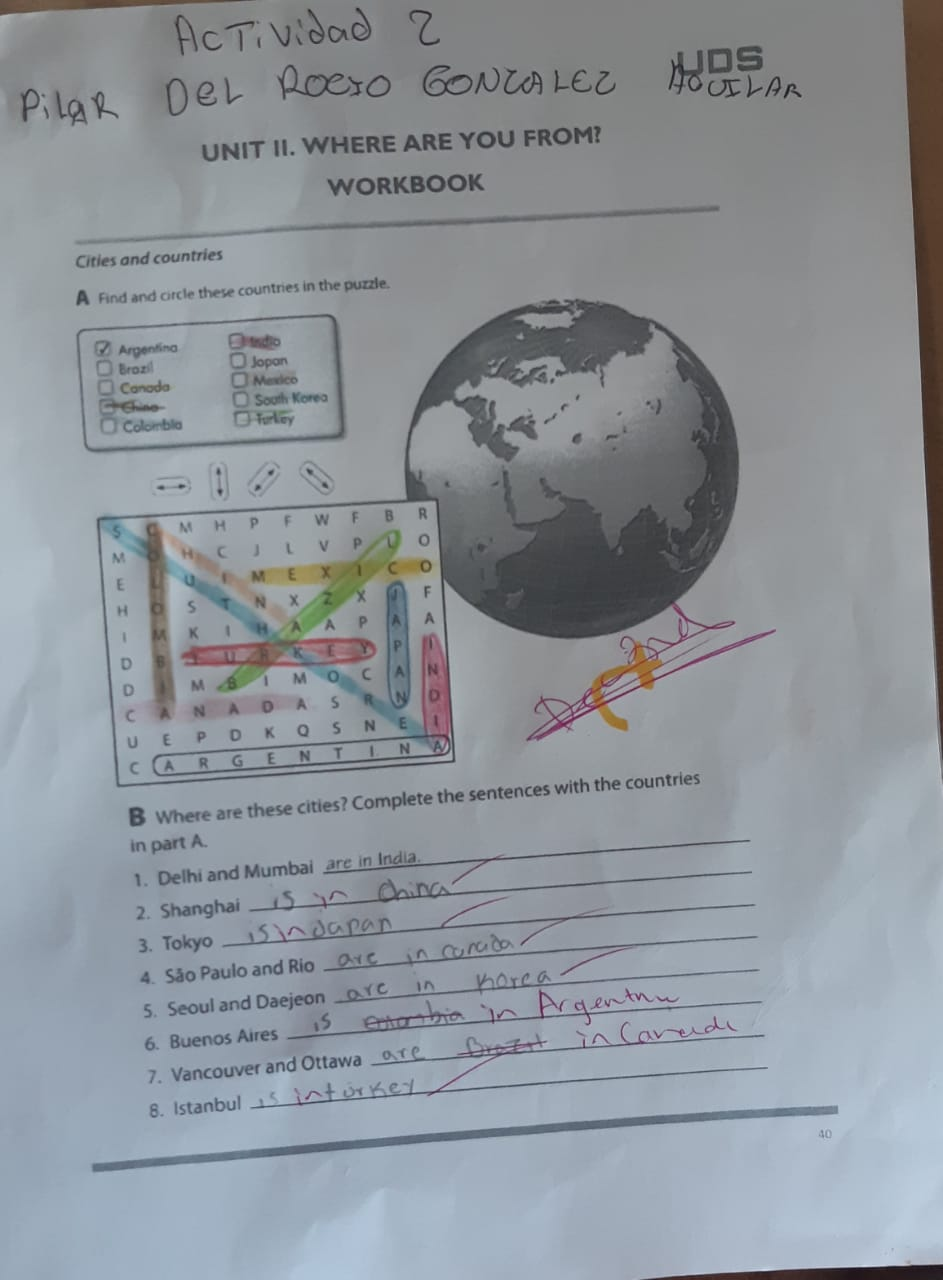 Actividad 2
PilaR DEL ROCIO GONZALEZ AGUILAR
UDS
UNIT II. WHERE ARE YOU FROM?
WORKBOOK
Cities and countries
A Find and circle these countries in the puzzle.
Argentina
Brazil
Canada
China
Colombia
India
Japan
Mexico
South Korea
Turkey
S C M H P F W F B R
M O H C J L V P L O
E L U I M E X I C O
H O S T N X Z X J F
I M K I H A A P A A
D B T U R K E Y P I
D I M B I M O C A N
C A N A D A S R N D
U E P D K Q S N E I
C A R G E N T I N A
B Where are these cities? Complete the sentences with the countries
in part A.
1. Delhi and Mumbai are in India.
2. Shanghai is in China
3. Tokyo is in Japan
4. São Paulo and Rio are in canada
5. Seoul and Daejeon are in Korea
6. Buenos Aires is colombia in Argentina
7. Vancouver and Ottawa are Brazil in Canada
8. Istanbul is in turkey
40